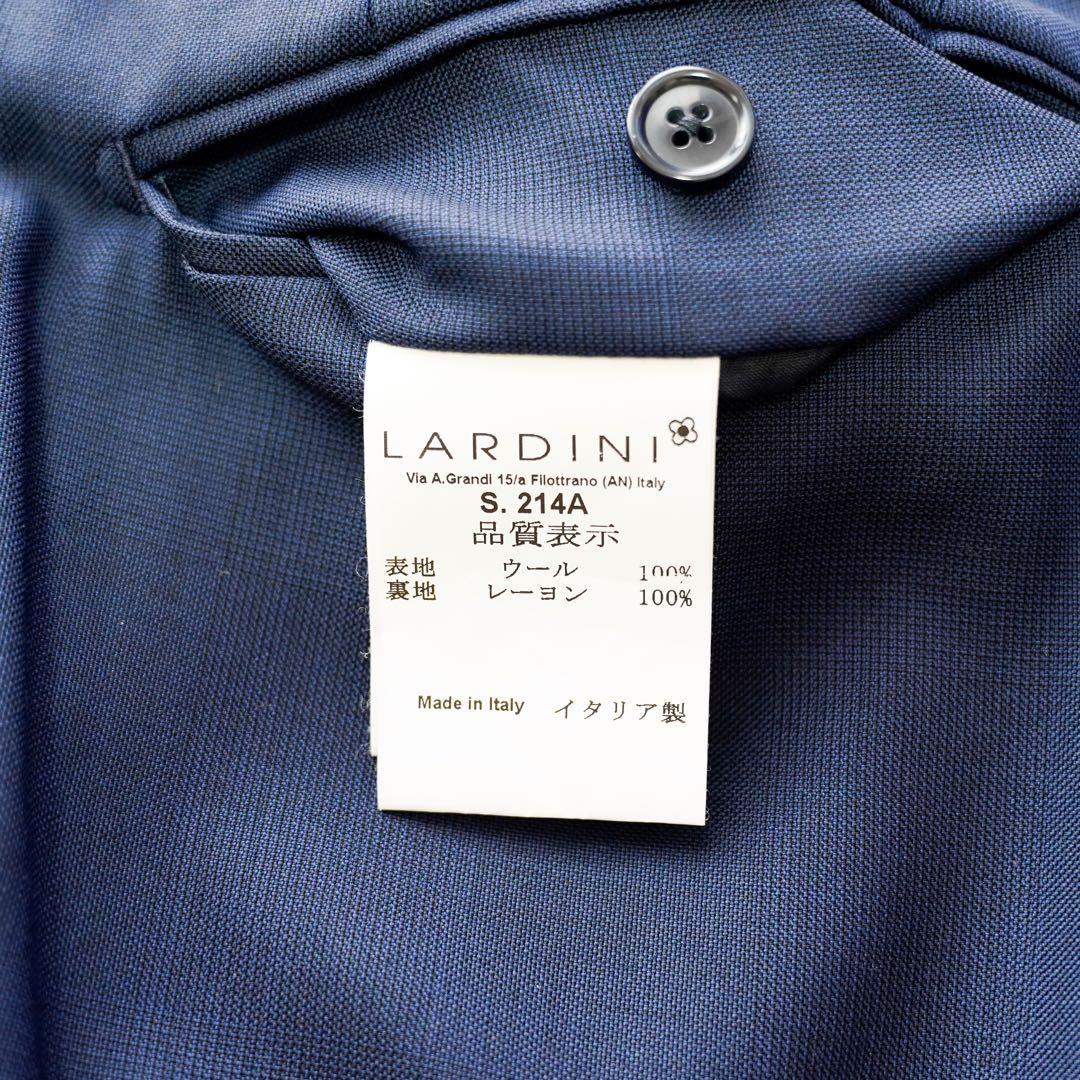 LARDINI
Via A.Grandi 15/a Filottrano (AN) Italy
S. 214A
品質表示
表地 ウール 100%
裏地 レーヨン 100%
Made in Italy イタリア製